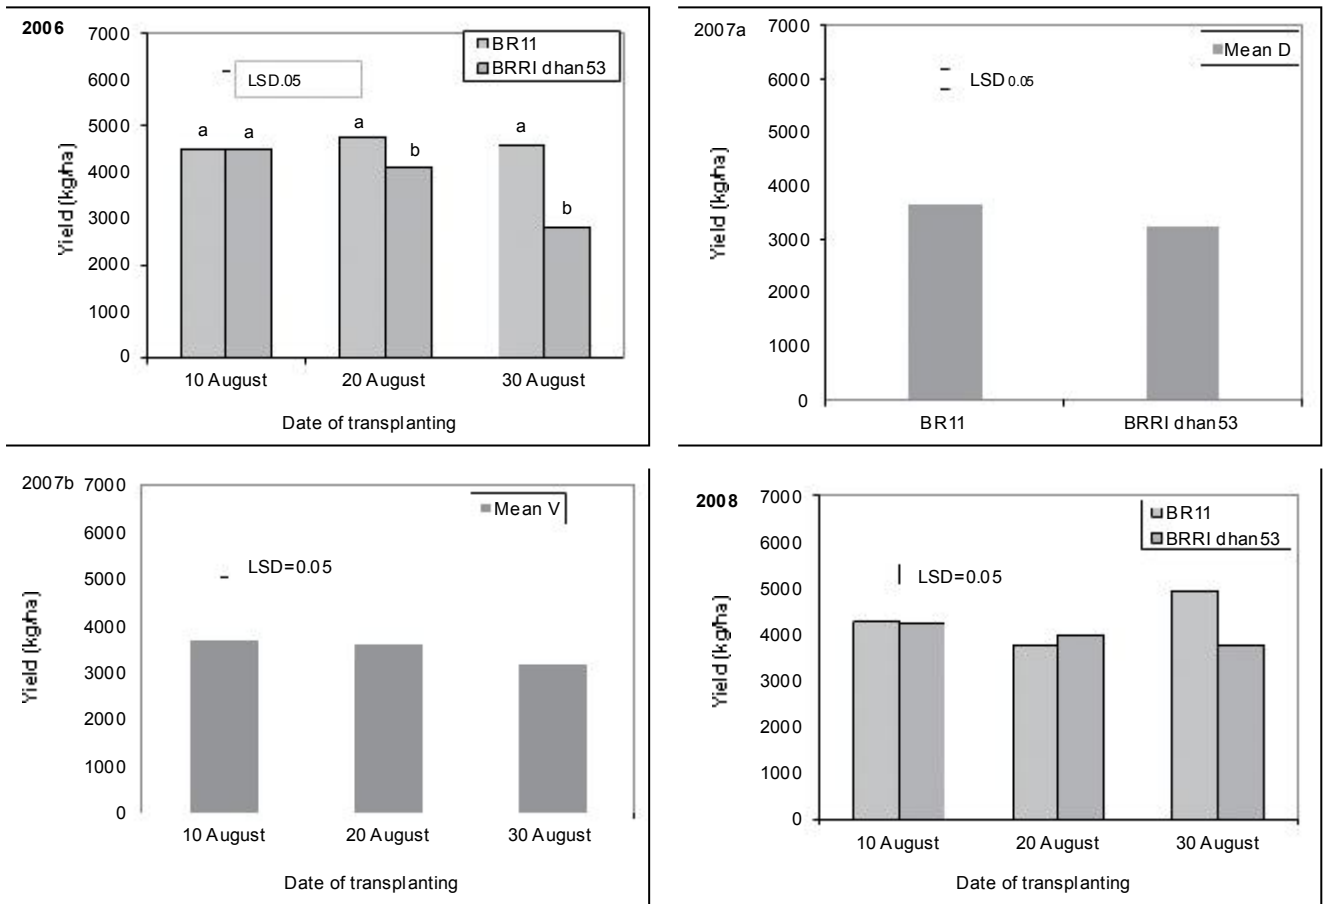 2006
7000
6000
5000
4000
3000
2000
1000
0
Yield (kg/ha)
BR11
BRRI dhan53
LSD.05
a a a b a b
10 August 20 August 30 August
Date of transplanting
2007a
7000
6000
5000
4000
3000
2000
1000
0
Yield (kg/ha)
Mean D
LSD 0.05
BR11 BRRI dhan53
2007b
7000
6000
5000
4000
3000
2000
1000
0
Yield (kg/ha)
Mean V
LSD=0.05
10 August 20 August 30 August
Date of transplanting
2008
7000
6000
5000
4000
3000
2000
1000
0
Yield (kg/ha)
BR11
BRRI dhan53
LSD=0.05
10 August 20 August 30 August
Date of transplanting